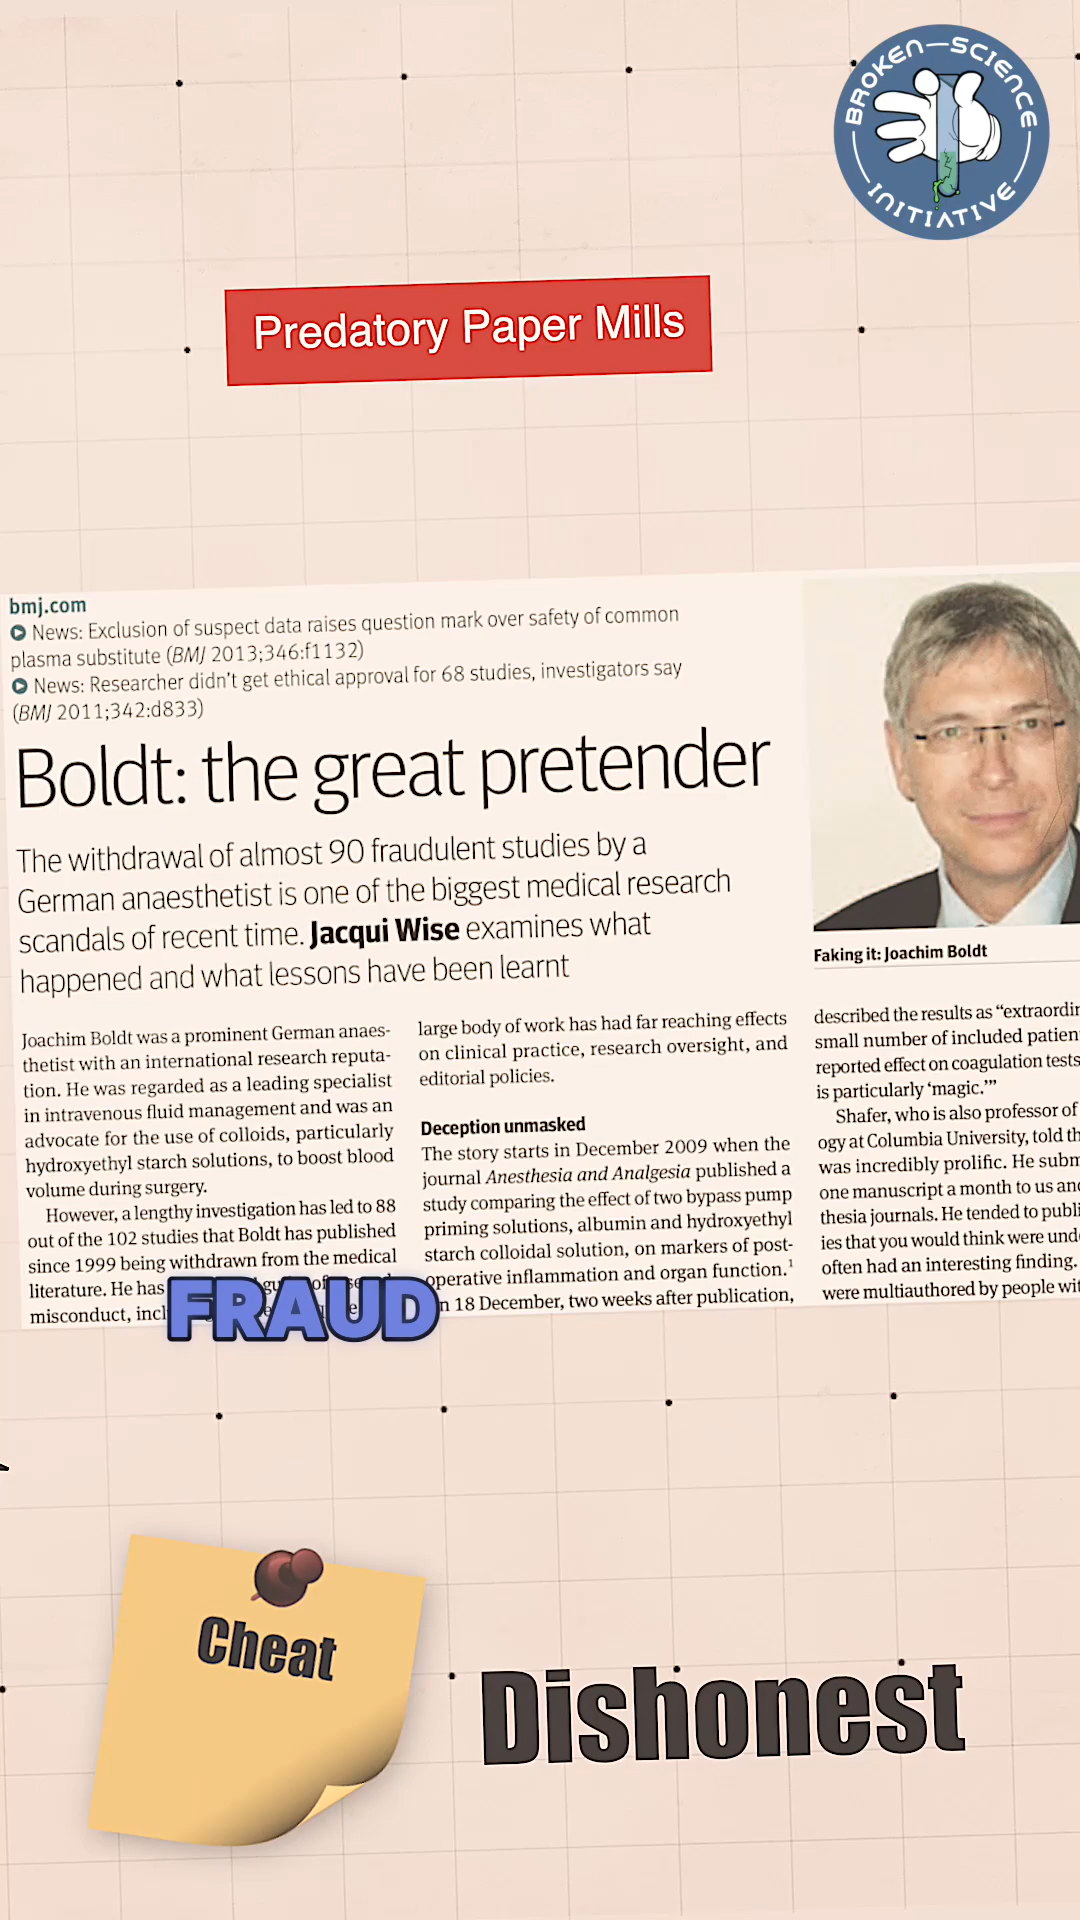 BROKEN—SCIENCE
INITIATIVE
Predatory Paper Mills
bmj.com
News: Exclusion of suspect data raises question mark over safety of common
plasma substitute (BMJ 2013;346:f1132)
News: Researcher didn't get ethical approval for 68 studies, investigators say
(BMJ 2011;342:d833)
Boldt: the great pretender
The withdrawal of almost 90 fraudulent studies by a
German anaesthetist is one of the biggest medical research
scandals of recent time. Jacqui Wise examines what
happened and what lessons have been learnt
Faking it: Joachim Boldt
Joachim Boldt was a prominent German anaes-
thetist with an international research reputa-
tion. He was regarded as a leading specialist
in intravenous fluid management and was an
advocate for the use of colloids, particularly
hydroxyethyl starch solutions, to boost blood
volume during surgery.
However, a lengthy investigation has led to 88
out of the 102 studies that Boldt has published
since 1999 being withdrawn from the medical
literature. He has
misconduct, incl
large body of work has had far reaching effects
on clinical practice, research oversight, and
editorial policies.
Deception unmasked
The story starts in December 2009 when the
journal Anesthesia and Analgesia published a
study comparing the effect of two bypass pump
priming solutions, albumin and hydroxyethyl
starch colloidal solution, on markers of post-
operative inflammation and organ function.1
n 18 December, two weeks after publication,
described the results as "extraordin
small number of included patien
reported effect on coagulation tests
is particularly 'magic.'"
Shafer, who is also professor of
ogy at Columbia University, told th
was incredibly prolific. He subm
one manuscript a month to us and
thesia journals. He tended to publi
ies that you would think were und
often had an interesting finding.
were multiauthored by people wit
FRAUD
Cheat
Dishonest